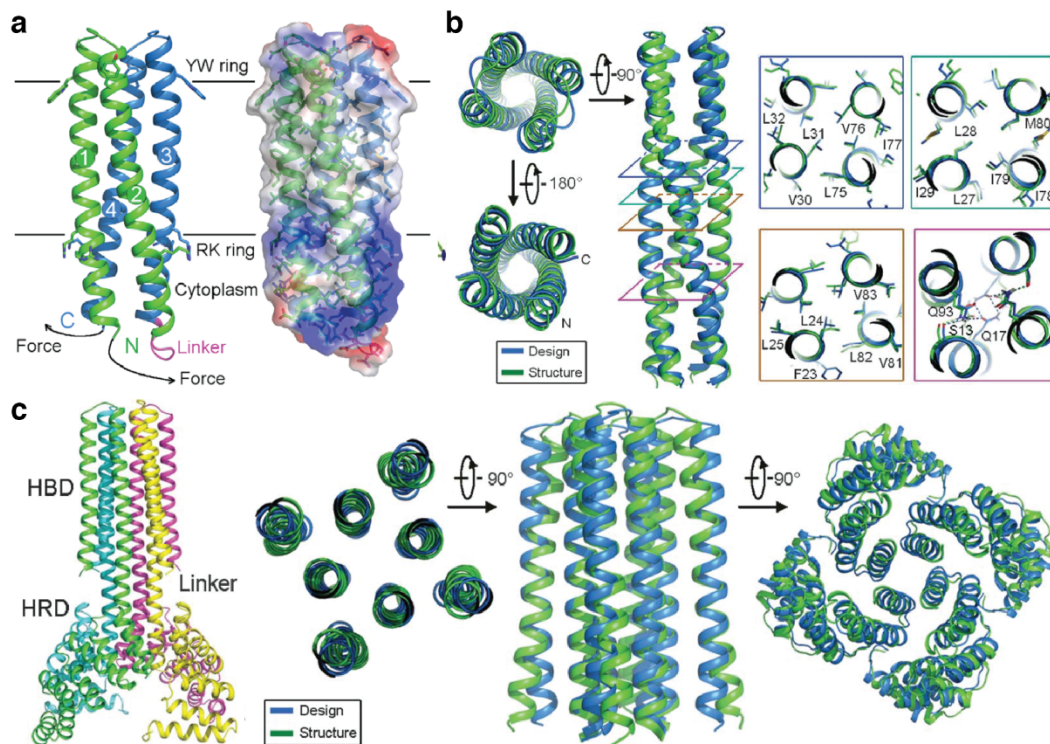 a
YW ring
1
3
2
4
RK ring
Cytoplasm
C
N
Linker
Force
Force
b
90°
180°
C
N
Design
Structure
L32
L31
V76
I77
L75
V30
L28
M80
I79
I29
L27
I78
V83
L24
L25
L82
V81
F23
Q93
S13
Q17
c
HBD
HRD
Linker
90°
90°
Design
Structure